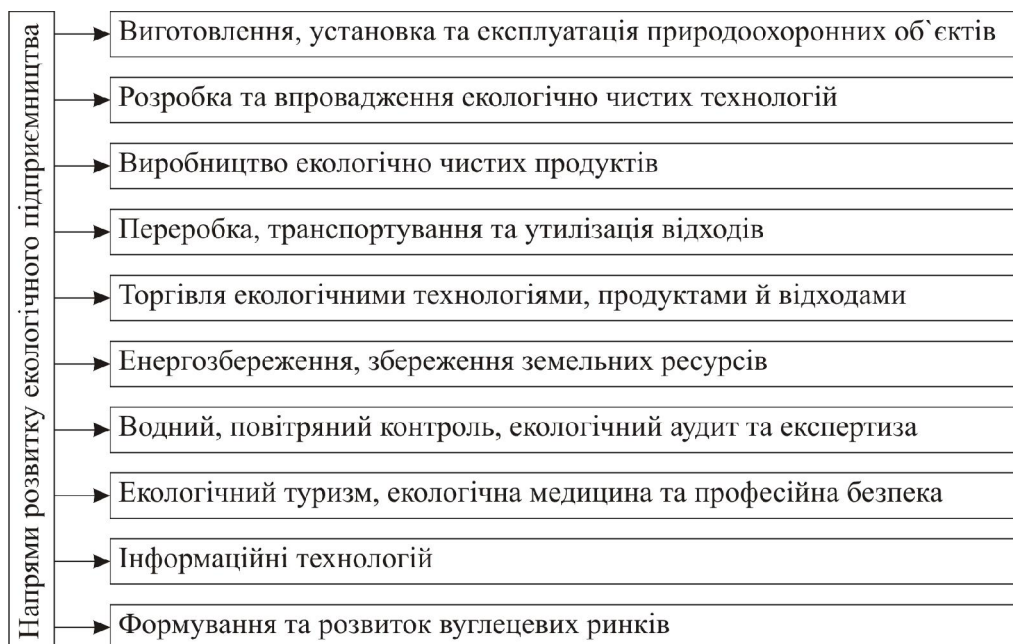 Напрями розвитку екологічного підприємництва
Виготовлення, установка та експлуатація природоохоронних об`єктів
Розробка та впровадження екологічно чистих технологій
Виробництво екологічно чистих продуктів
Переробка, транспортування та утилізація відходів
Торгівля екологічними технологіями, продуктами й відходами
Енергозбереження, збереження земельних ресурсів
Водний, повітряний контроль, екологічний аудит та експертиза
Екологічний туризм, екологічна медицина та професійна безпека
Інформаційні технологій
Формування та розвиток вуглецевих ринків